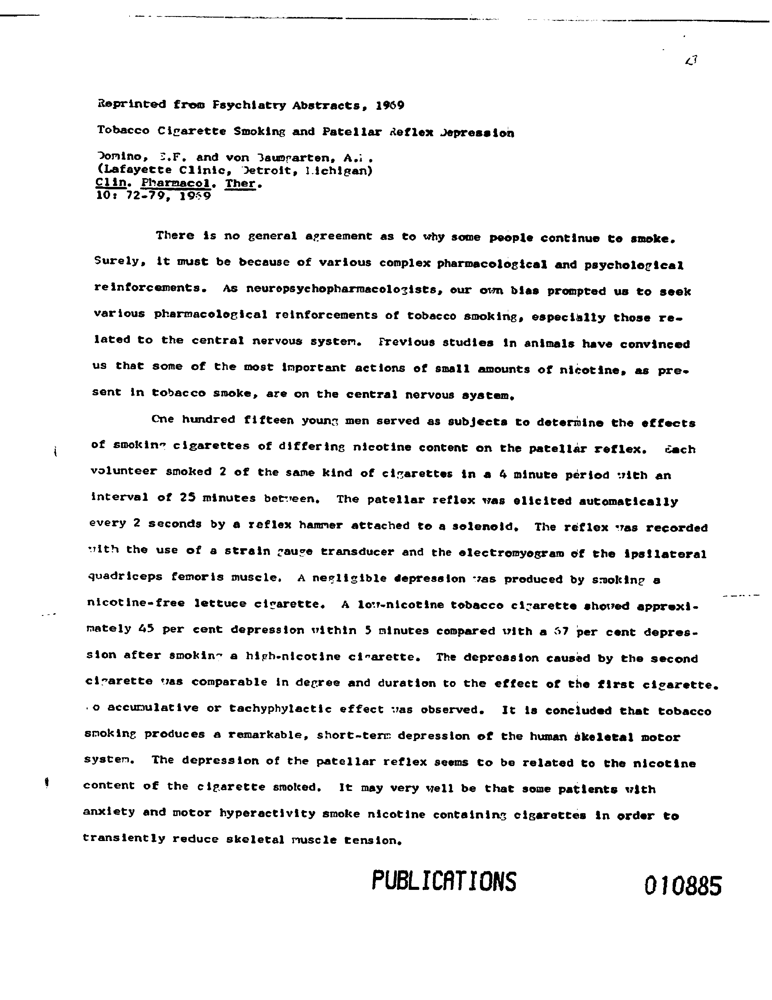 Reprinted from Psychiatry Abstracts, 1969
Tobacco Cigarette Smoking and Patellar Reflex Depression
Domino, E.F. and von Baumgarten, A.
(Lafayette Clinic, Detroit, Michigan)
Clin. Pharmacol. Ther.
10: 72-79, 1969
There is no general agreement as to why some people continue to smoke.
Surely, it must be because of various complex pharmacological and psychological
reinforcements. As neuropsychopharmacologists, our own bias prompted us to seek
various pharmacological reinforcements of tobacco smoking, especially those re-
lated to the central nervous system. Previous studies in animals have convinced
us that some of the most important actions of small amounts of nicotine, as pre-
sent in tobacco smoke, are on the central nervous system.
One hundred fifteen young men served as subjects to determine the effects
of smoking cigarettes of differing nicotine content on the patellar reflex. Each
volunteer smoked 2 of the same kind of cigarettes in a 4 minute period with an
interval of 25 minutes between. The patellar reflex was elicited automatically
every 2 seconds by a reflex hammer attached to a solenoid. The reflex was recorded
with the use of a strain gauge transducer and the electromyogram of the ipsilateral
quadriceps femoris muscle. A negligible depression was produced by smoking a
nicotine-free lettuce cigarette. A low-nicotine tobacco cigarette showed approxi-
mately 45 per cent depression within 5 minutes compared with a per cent depres-
sion after smoking a high-nicotine cigarette. The depression caused by the second
cigarette was comparable in degree and duration to the effect of the first cigarette.
No accumulative or tachyphylactic effect was observed. It is concluded that tobacco
smoking produces a remarkable, short-term depression of the human skeletal motor
system. The depression of the patellar reflex seems to be related to the nicotine
content of the cigarette smoked. It may very well be that some patients with
anxiety and motor hyperactivity smoke nicotine containing cigarettes in order to
transiently reduce skeletal muscle tension.
PUBLICATIONS 010885